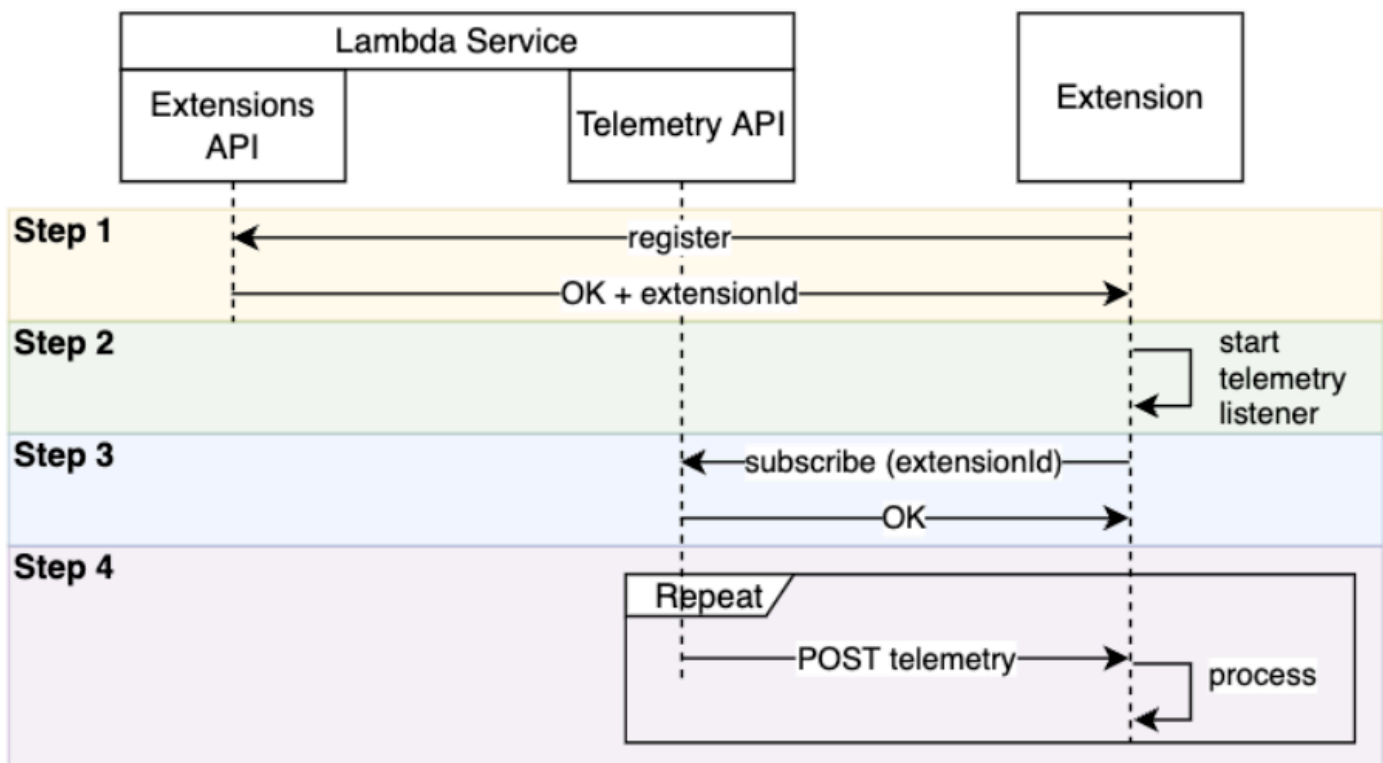 Lambda Service
Extensions
API
Telemetry API
Extension
Step 1
register
OK + extensionId
Step 2
start
telemetry
listener
Step 3
subscribe (extensionId)
OK
Step 4
Repeat
POST telemetry
process